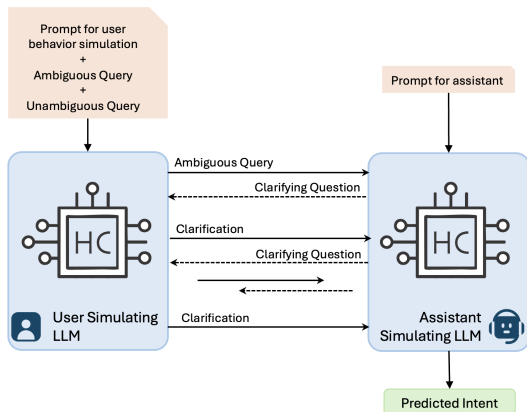 Prompt for user
behavior simulation
+
Ambiguous Query
+
Unambiguous Query
Prompt for assistant
Ambiguous Query
Clarifying Question
Clarification
Clarifying Question
Clarification
HC
HC
User Simulating
LLM
Assistant
Simulating LLM
Predicted Intent